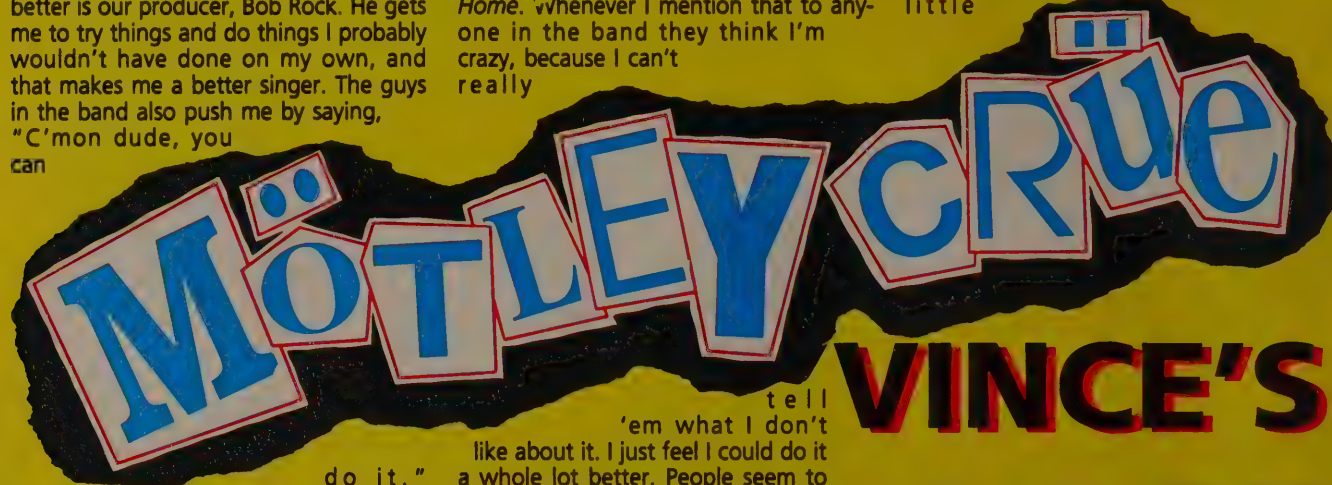 better is our producer, Bob Rock. He gets
me to try things and do things I probably
wouldn't have done on my own, and
that makes me a better singer. The guys
in the band also push me by saying,
"C'mon dude, you
can
do it."
Home. Whenever I mention that to any-
one in the band they think I'm
crazy, because I can't
really
tell
'em what I don't
like about it. I just feel I could do it
a whole lot better. People seem to
little
MÖTLEY CRÜE
VINCE'S